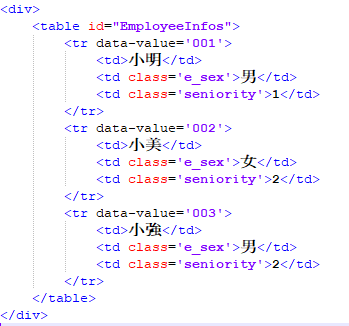 <div>
    <table id="EmployeeInfos">
        <tr data-value='001'>
            <td>小明</td>
            <td class='e_sex'>男</td>
            <td class='seniority'>1</td>
        </tr>
        <tr data-value='002'>
            <td>小美</td>
            <td class='e_sex'>女</td>
            <td class='seniority'>2</td>
        </tr>
        <tr data-value='003'>
            <td>小強</td>
            <td class='e_sex'>男</td>
            <td class='seniority'>2</td>
        </tr>
    </table>
</div>